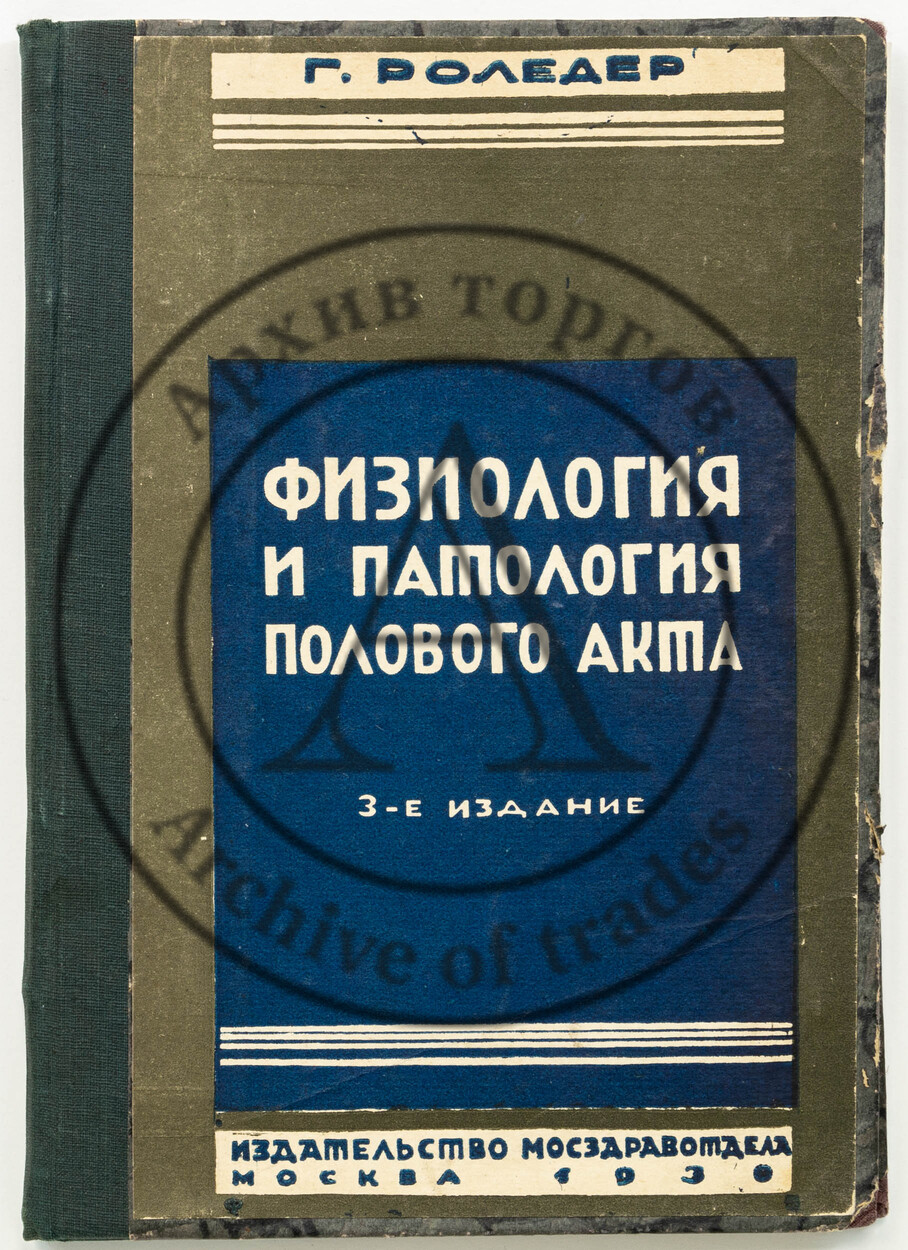 Г. РОЛЕДЕР
Архив торгов
ФИЗИОЛОГИЯ
И ПАТОЛОГИЯ
ПОЛОВОГО АКТА
3-Е ИЗДАНИЕ
Archive of trades
ИЗДАТЕЛЬСТВО МОСЗДРАВОТДЕЛА
МОСКВА 1930